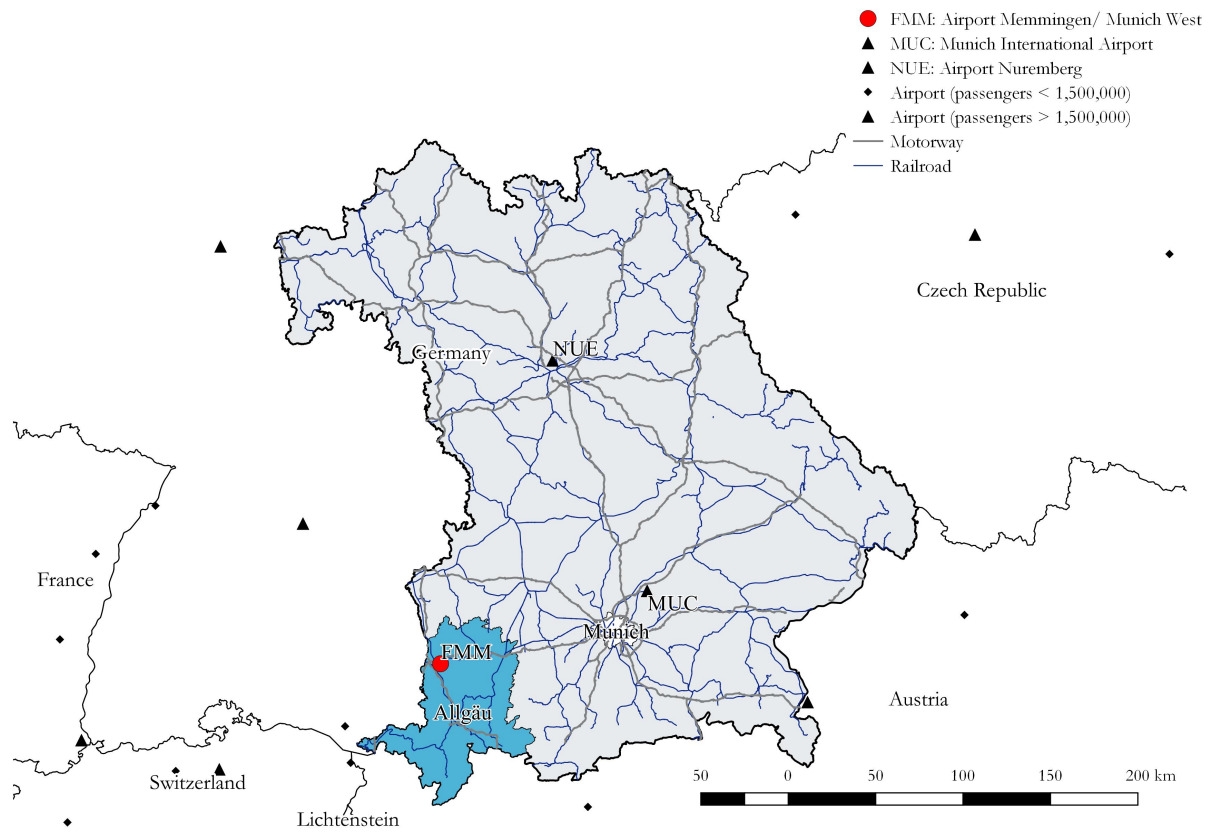 FMM: Airport Memmingen/ Munich West
MUC: Munich International Airport
NUE: Airport Nuremberg
Airport (passengers < 1,500,000)
Airport (passengers > 1,500,000)
Motorway
Railroad
Czech Republic
NUE
Germany
France
MUC
Munich
FMM
Austria
Allgäu
Switzerland
50 0 50 100 150 200 km
Lichtenstein